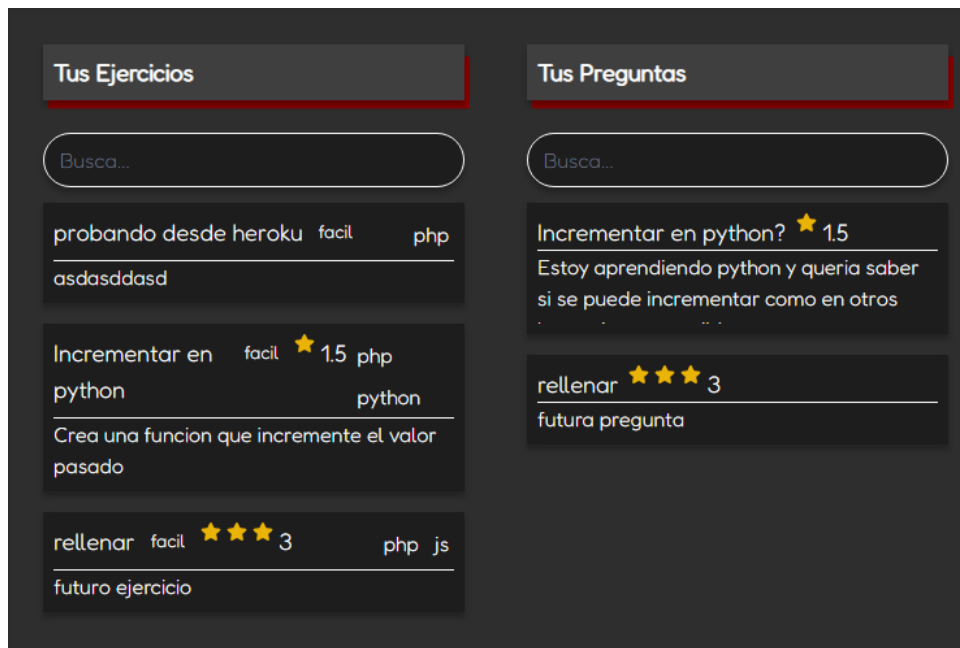 Tus Ejercicios
Busca...
probando desde heroku facil php
asdasddasd
Incrementar en facil 1.5 php
python python
Crea una funcion que incremente el valor
pasado
rellenar facil 3 php js
futuro ejercicio
Tus Preguntas
Busca...
Incrementar en python? 1.5
Estoy aprendiendo python y queria saber
si se puede incrementar como en otros
rellenar 3
futura pregunta